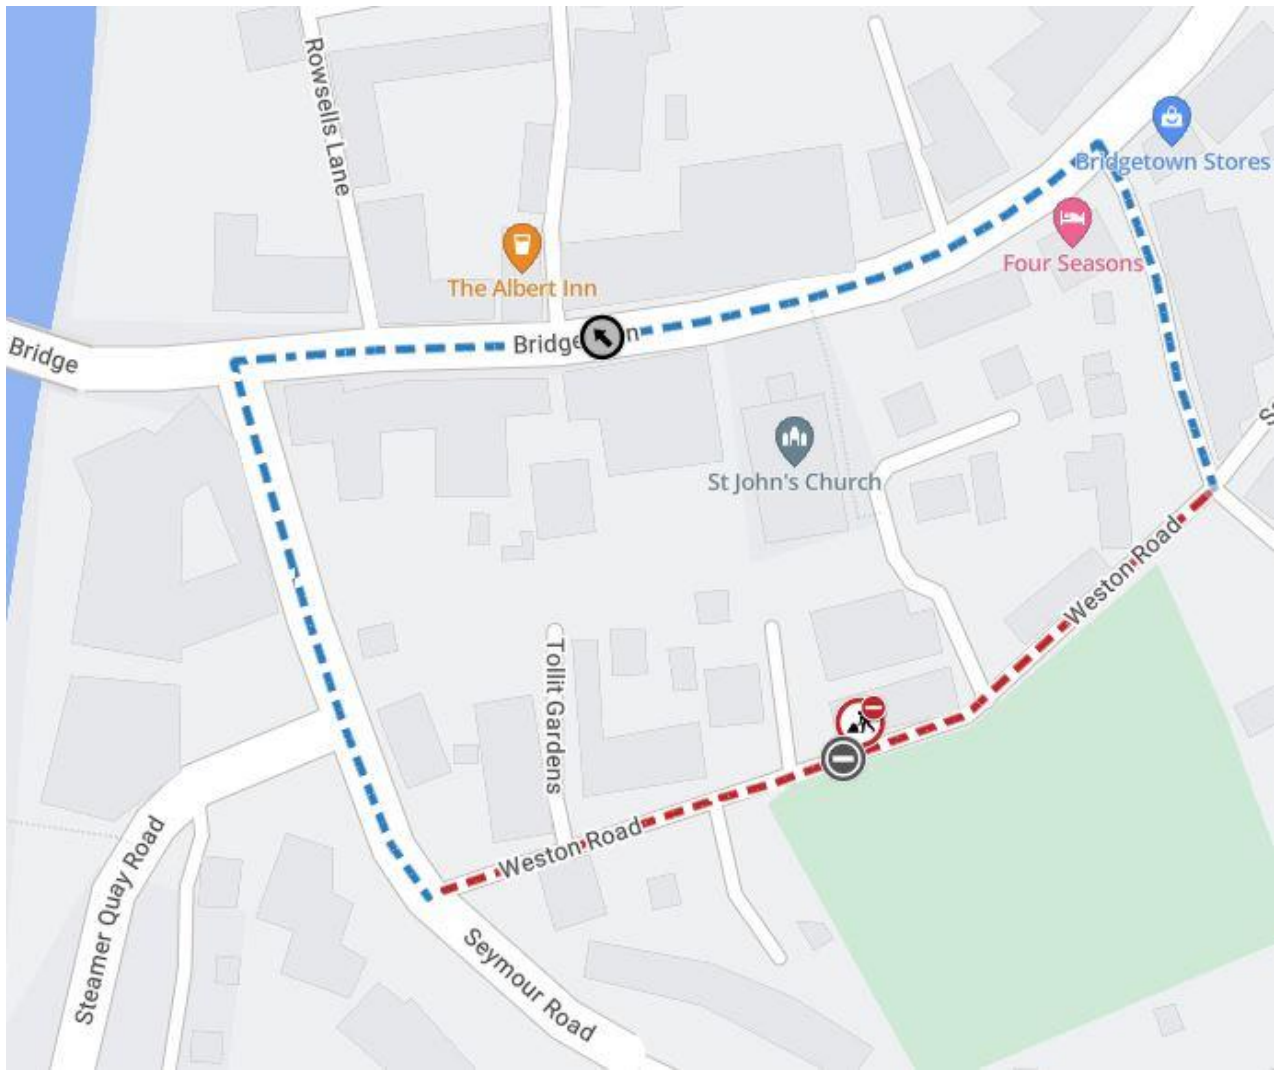 Rowsells Lane
Bridgetown Stores
Four Seasons
The Albert Inn
Bridge
St John's Church
Weston Road
Tollit Gardens
Weston Road
Steamer Quay Road
Seymour Road